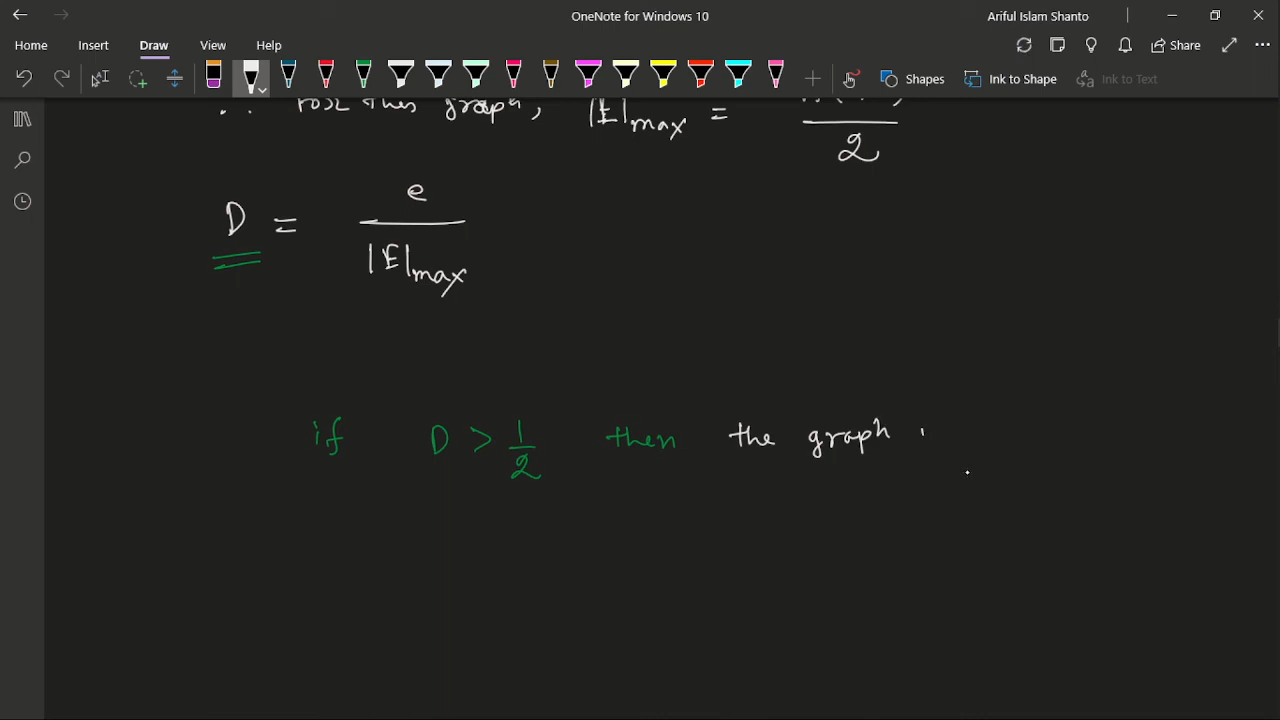 OneNote for Windows 10
Ariful Islam Shanto
Home Insert Draw View Help
Share
Shapes Ink to Shape Ink to Text
∴ For this graph, |E|max =
2
D = e
|E|max
if D > 1/2 then the graph